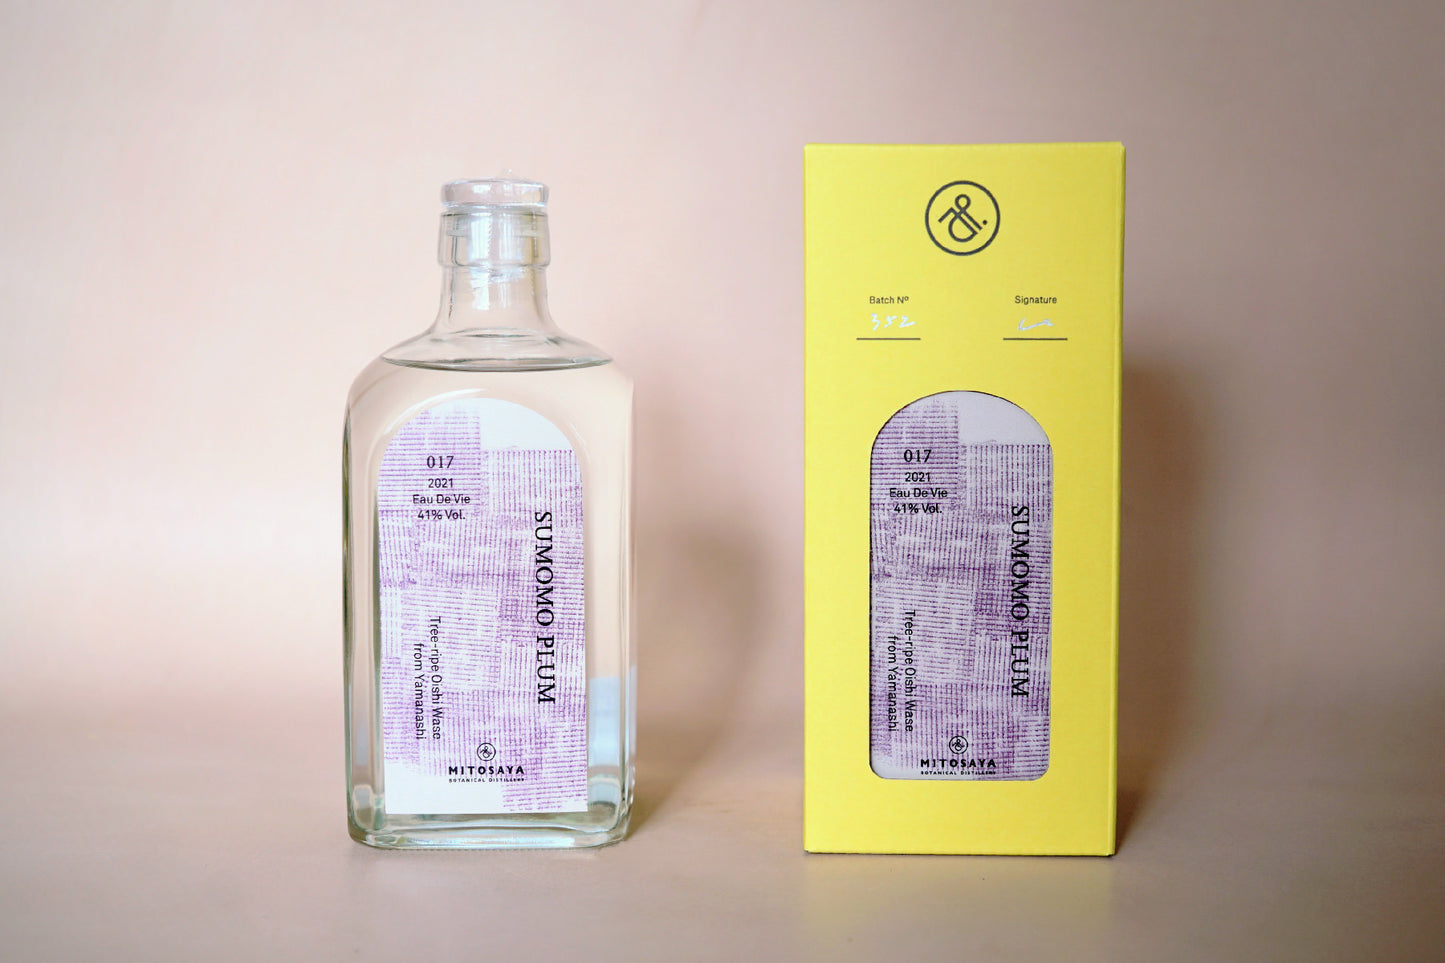 017
2021
Eau De Vie
41% Vol.
SUMOMO PLUM
Tree-ripe Oishi Wase
from Yamanashi
MITOSAYA
BOTANICAL DISTILLERY
Batch Nº
352
Signature
017
2021
Eau De Vie
41% Vol.
SUMOMO PLUM
Tree-ripe Oishi Wase
from Yamanashi
MITOSAYA
BOTANICAL DISTILLERY